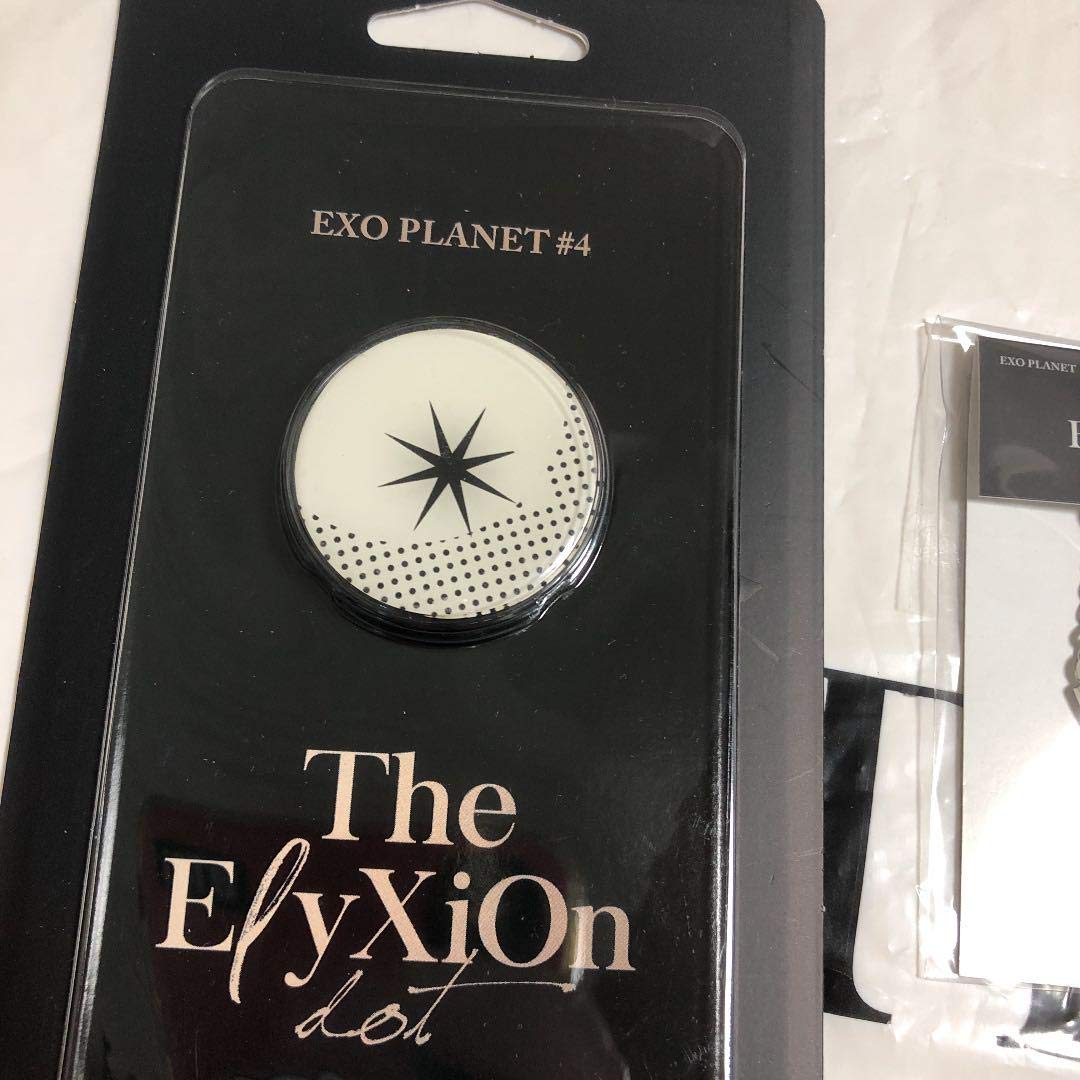 EXO PLANET #4
The
ElyXiOn
dot
EXO PLANET